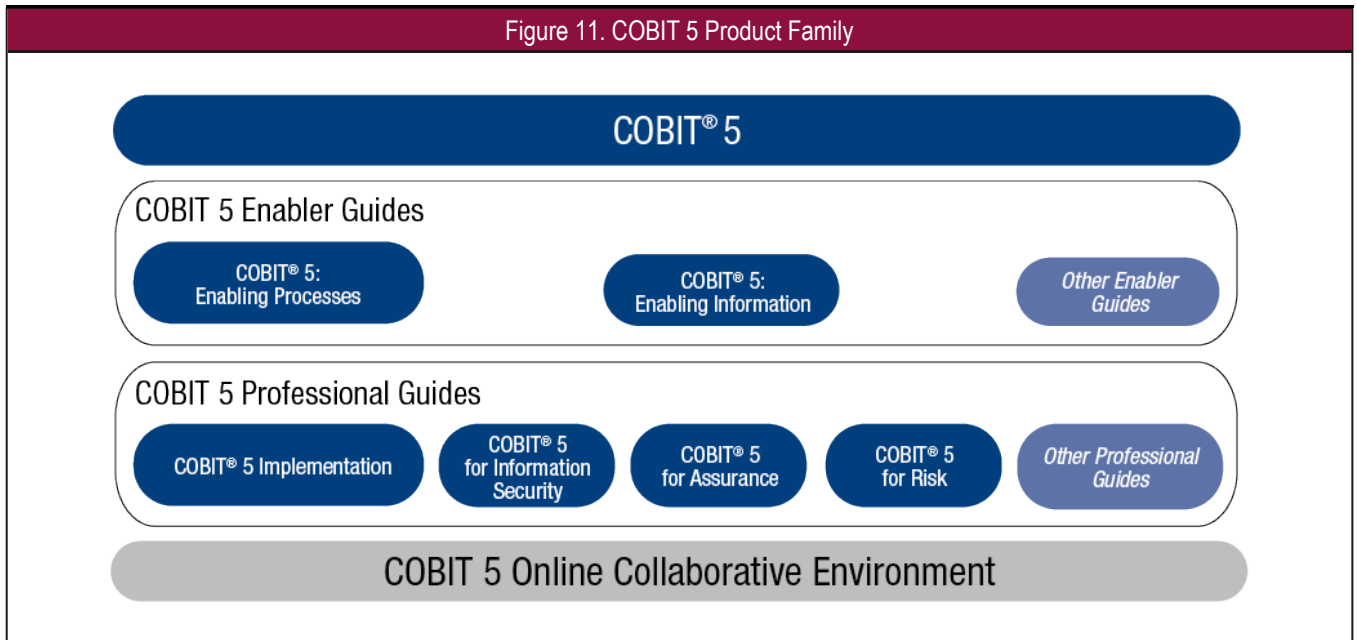 Figure 11. COBIT 5 Product Family
COBIT® 5
COBIT 5 Enabler Guides
COBIT® 5:
Enabling Processes
COBIT® 5:
Enabling Information
Other Enabler
Guides
COBIT 5 Professional Guides
COBIT® 5 Implementation
COBIT® 5
for Information
Security
COBIT® 5
for Assurance
COBIT® 5
for Risk
Other Professional
Guides
COBIT 5 Online Collaborative Environment